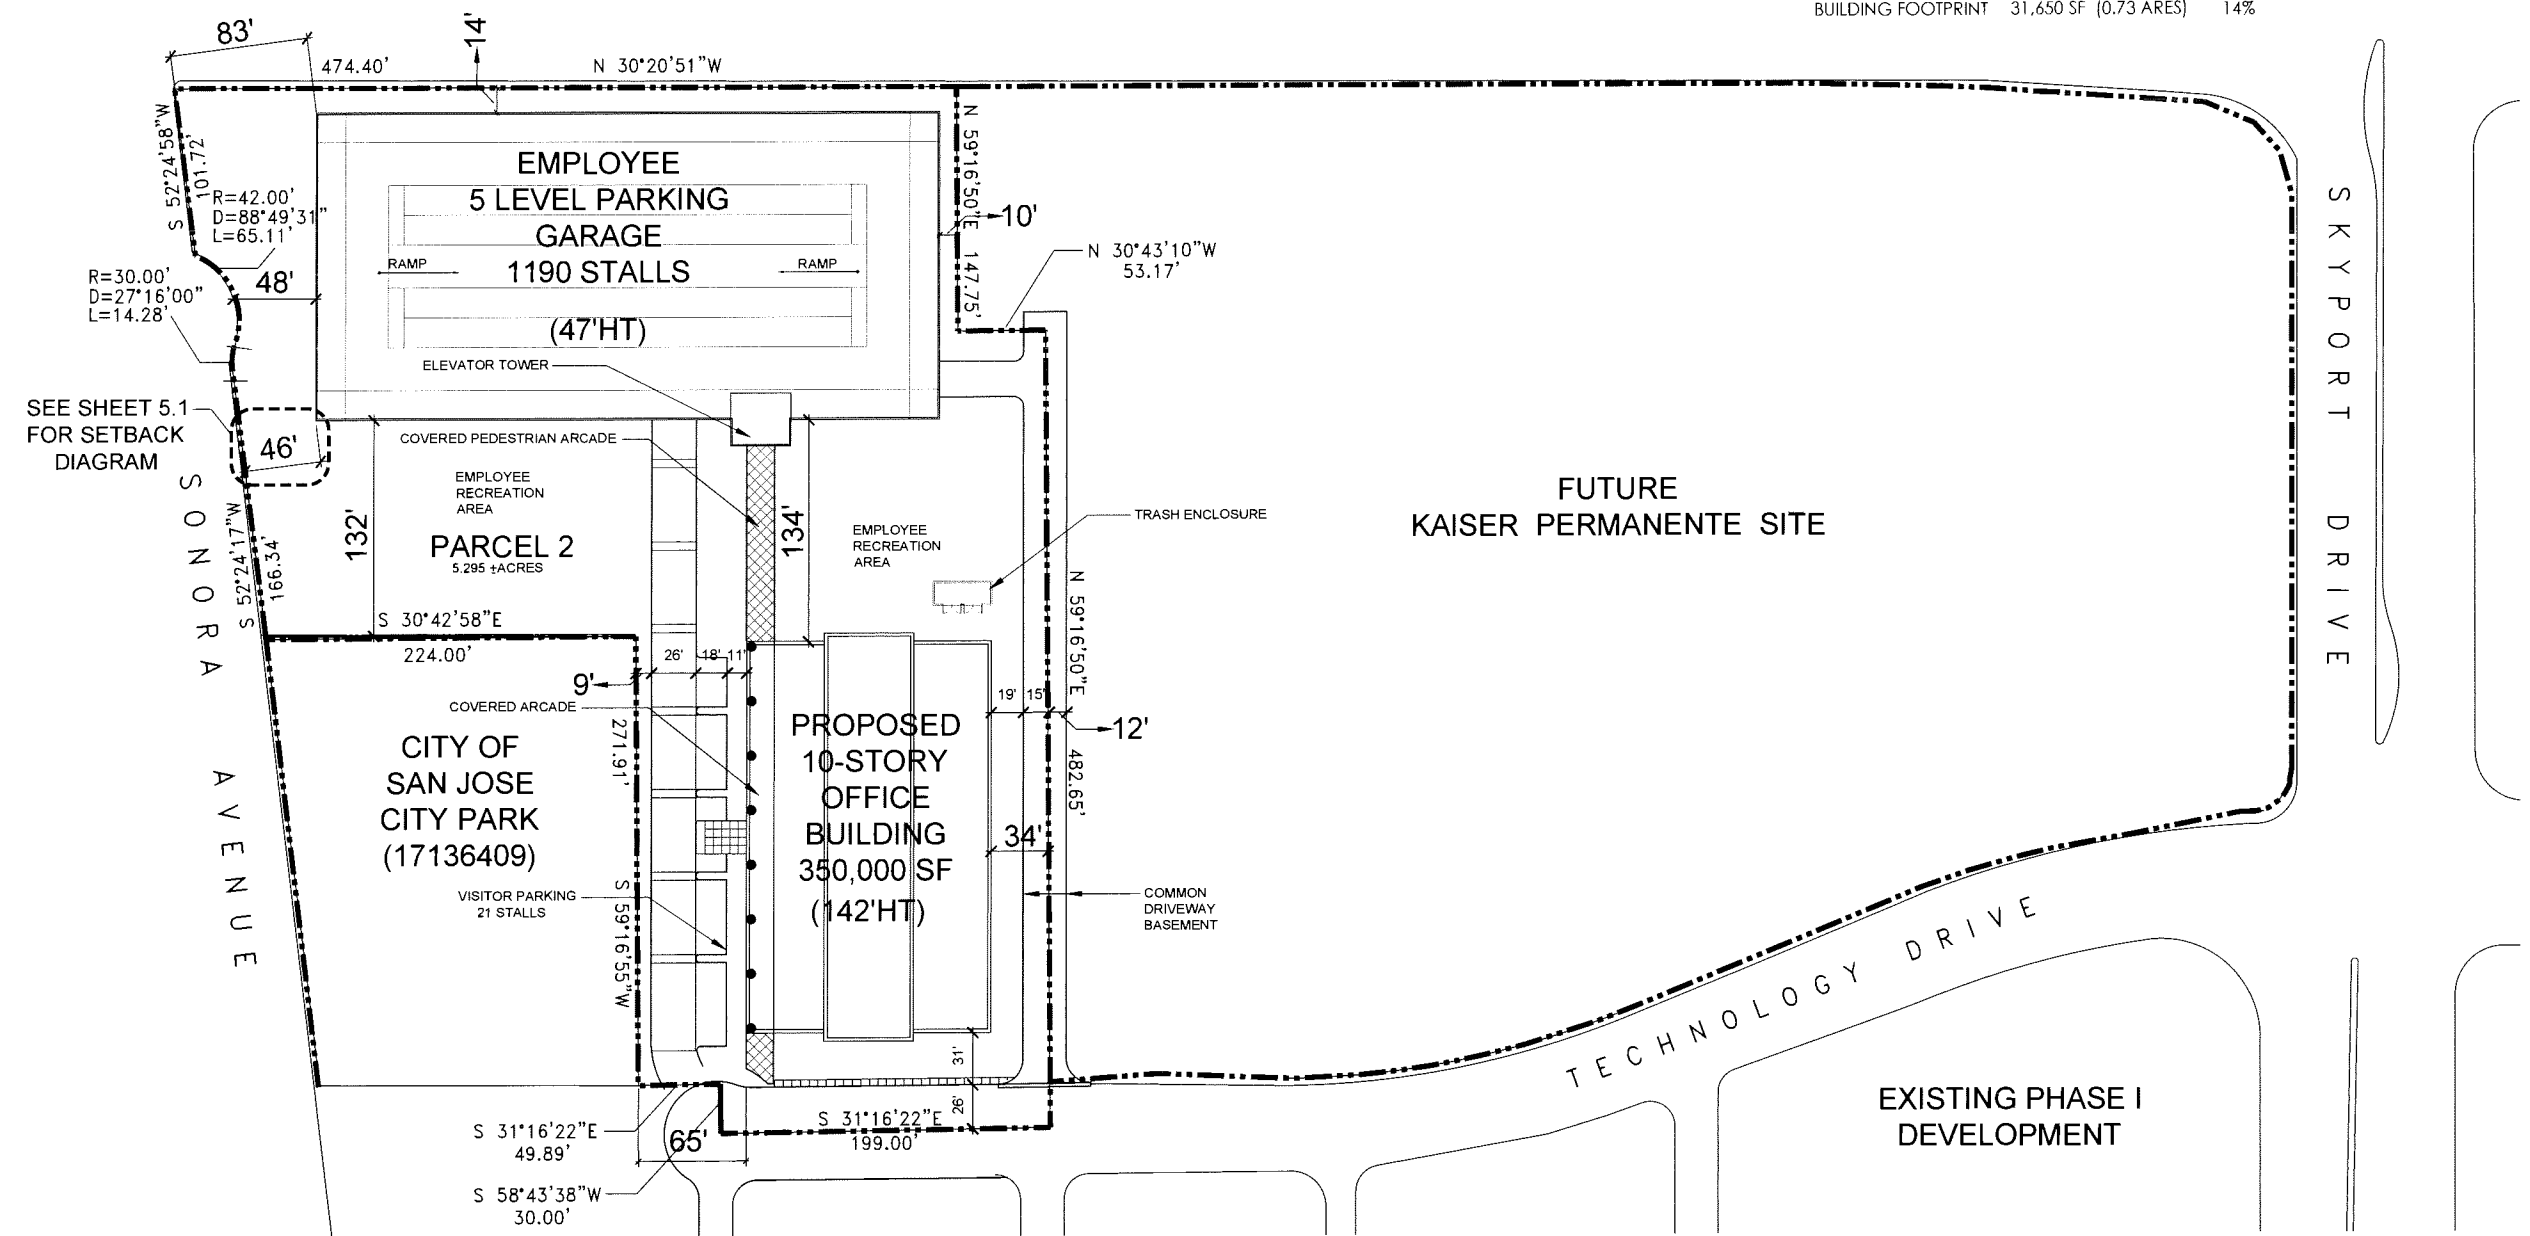 BUILDING FOOTPRINT 31,650 SF (0.73 ARES) 14%
83'
14'
474.40'
N 30°20'51"W
S 52°24'58"W
101.72'
R=42.00'
D=88°49'31"
L=65.11'
R=30.00'
D=27°16'00"
L=14.28'
48'
EMPLOYEE
5 LEVEL PARKING
GARAGE
1190 STALLS
(47'HT)
RAMP
RAMP
N 59°16'50"E 147.75'
10'
N 30°43'10"W
53.17'
ELEVATOR TOWER
SEE SHEET 5.1
FOR SETBACK
DIAGRAM
46'
COVERED PEDESTRIAN ARCADE
EMPLOYEE
RECREATION
AREA
PARCEL 2
5.295 ±ACRES
132'
134'
EMPLOYEE
RECREATION
AREA
TRASH ENCLOSURE
S 52°24'17"W
166.34'
S 30°42'58"E
224.00'
26'
18'
11'
9'
COVERED ARCADE
271.91'
S 59°16'55"W
CITY OF
SAN JOSE
CITY PARK
(17136409)
VISITOR PARKING
21 STALLS
PROPOSED
10-STORY
OFFICE
BUILDING
350,000 SF
(142'HT)
19'
15'
12'
34'
N 59°16'50"E 482.65'
COMMON
DRIVEWAY
BASEMENT
31'
26'
S 31°16'22"E
49.89'
65'
S 31°16'22"E
199.00'
S 58°43'38"W
30.00'
SONORA AVENUE
FUTURE
KAISER PERMANENTE SITE
SKYPORT DRIVE
TECHNOLOGY DRIVE
EXISTING PHASE I
DEVELOPMENT